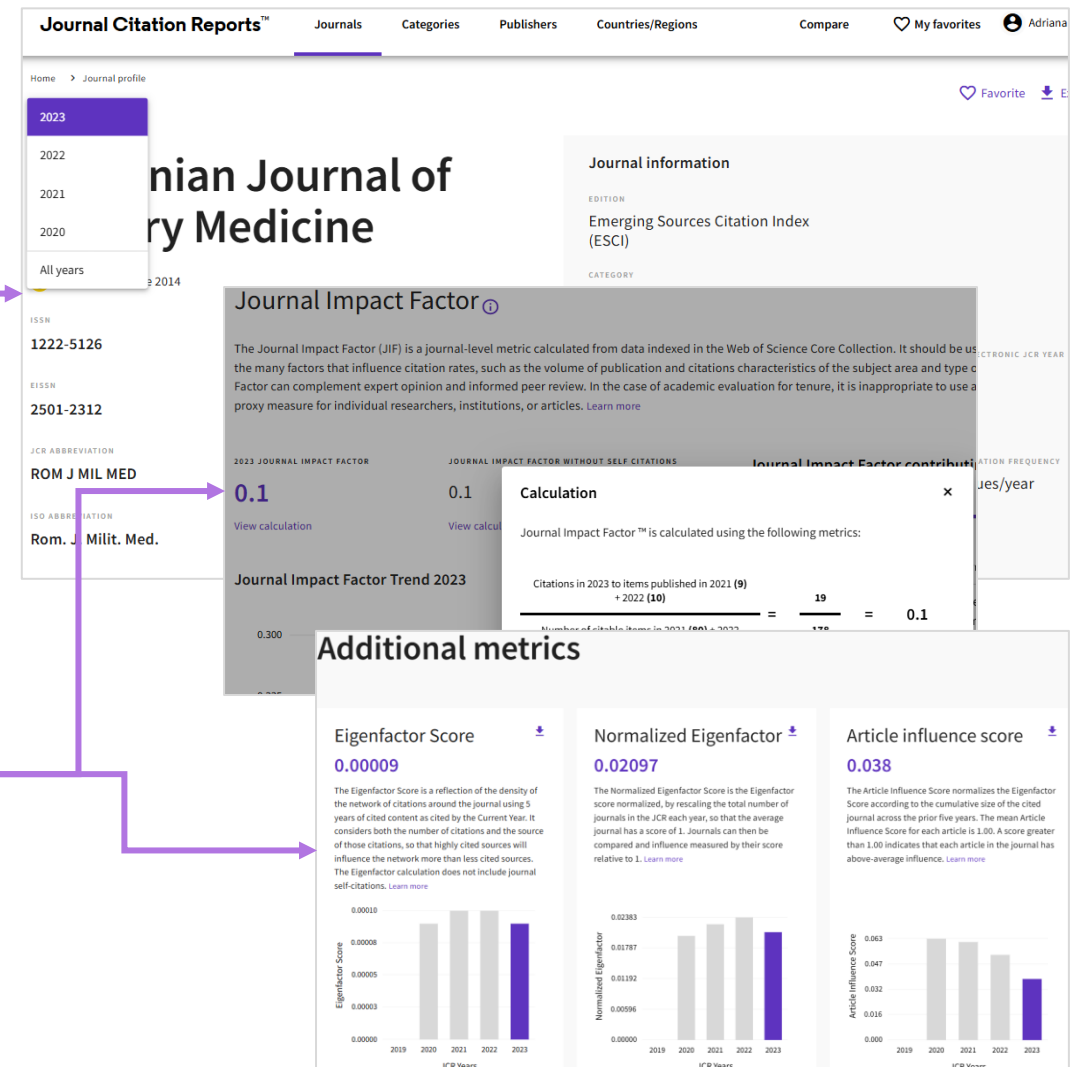 Journal Citation Reports™
Journals
Categories
Publishers
Countries/Regions
Compare
My favorites
Adriana
Home > Journal profile
Favorite
2023
2022
2021
2020
All years
nian Journal of
ry Medicine
2014
ISSN
1222-5126
EISSN
2501-2312
JCR ABBREVIATION
ROM J MIL MED
ISO ABBREVIATION
Rom. J. Milit. Med.
Journal information
EDITION
Emerging Sources Citation Index
(ESCI)
CATEGORY
CTRONIC JCR YEAR
ATION FREQUENCY
ues/year
Journal Impact Factor
The Journal Impact Factor (JIF) is a journal-level metric calculated from data indexed in the Web of Science Core Collection. It should be us
the many factors that influence citation rates, such as the volume of publication and citations characteristics of the subject area and type o
Factor can complement expert opinion and informed peer review. In the case of academic evaluation for tenure, it is inappropriate to use a
proxy measure for individual researchers, institutions, or articles. Learn more
2023 JOURNAL IMPACT FACTOR
0.1
View calculation
JOURNAL IMPACT FACTOR WITHOUT SELF CITATIONS
0.1
View calcul
Journal Impact Factor contributi
Journal Impact Factor Trend 2023
0.300
Calculation
×
Journal Impact Factor ™ is calculated using the following metrics:
Citations in 2023 to items published in 2021 (9)
+ 2022 (10)
=
19
=
0.1
Number of citable items in 2021 (89) + 2022
178
Additional metrics
Eigenfactor Score
0.00009
The Eigenfactor Score is a reflection of the density of
the network of citations around the journal using 5
years of cited content as cited by the Current Year. It
considers both the number of citations and the source
of those citations, so that highly cited sources will
influence the network more than less cited sources.
The Eigenfactor calculation does not include journal
self-citations. Learn more
0.00010
0.00008
0.00005
0.00003
0.00000
Eigenfactor Score
2019 2020 2021 2022 2023
JCR Years
Normalized Eigenfactor
0.02097
The Normalized Eigenfactor Score is the Eigenfactor
score normalized, by rescaling the total number of
journals in the JCR each year, so that the average
journal has a score of 1. Journals can then be
compared and influence measured by their score
relative to 1. Learn more
0.02383
0.01787
0.01192
0.00596
0.00000
Normalized Eigenfactor
2019 2020 2021 2022 2023
JCR Years
Article influence score
0.038
The Article Influence Score normalizes the Eigenfactor
Score according to the cumulative size of the cited
journal across the prior five years. The mean Article
Influence Score for each article is 1.00. A score greater
than 1.00 indicates that each article in the journal has
above-average influence. Learn more
0.063
0.047
0.032
0.016
0.000
Article Influence Score
2019 2020 2021 2022 2023
JCR Years